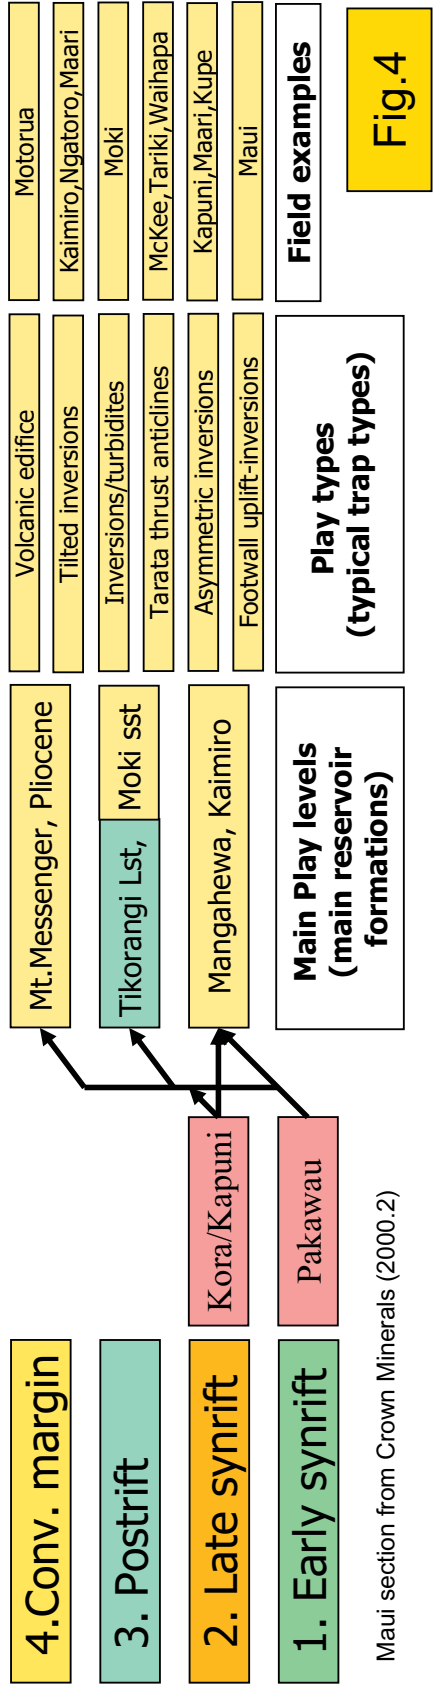 4.Conv. margin
Mt.Messenger, Pliocene
Volcanic edifice
Motorua
Tilted inversions
Kaimiro,Ngatoro,Maari
3. Postrift
Tikorangi Lst,
Moki sst
Inversions/turbidites
Moki
Tarata thrust anticlines
McKee,Tariki,Waihapa
2. Late synrift
Kora/Kapuni
Mangahewa, Kaimiro
Asymmetric inversions
Kapuni,Maari,Kupe
Footwall uplift-inversions
Maui
1. Early synrift
Pakawau
Main Play levels
(main reservoir
formations)
Play types
(typical trap types)
Field examples
Maui section from Crown Minerals (2000.2)
Fig.4